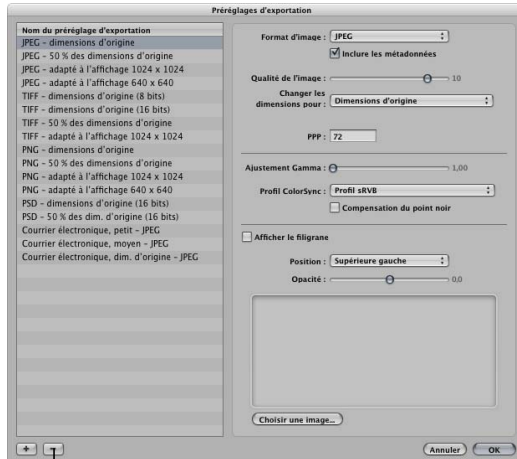 Préréglages d'exportation
Nom du préréglage d'exportation
JPEG – dimensions d'origine
JPEG – 50 % des dimensions d'origine
JPEG – adapté à l'affichage 1024 x 1024
JPEG – adapté à l'affichage 640 x 640
TIFF – dimensions d'origine (8 bits)
TIFF – dimensions d'origine (16 bits)
TIFF – 50 % des dimensions d'origine
TIFF – adapté à l'affichage 1024 x 1024
PNG – dimensions d'origine
PNG – 50 % des dimensions d'origine
PNG – adapté à l'affichage 1024 x 1024
PNG – adapté à l'affichage 640 x 640
PSD – dimensions d'origine (16 bits)
PSD – 50 % des dim. d'origine (16 bits)
Courrier électronique, petit – JPEG
Courrier électronique, moyen – JPEG
Courrier électronique, dim. d'origine – JPEG
Format d'image : JPEG
Inclure les métadonnées
Qualité de l'image : 10
Changer les dimensions pour : Dimensions d'origine
PPP : 72
Ajustement Gamma : 1,00
Profil ColorSync : Profil sRVB
Compensation du point noir
Afficher le filigrane
Position : Supérieure gauche
Opacité : 0,0
Choisir une image...
+ –
Annuler OK